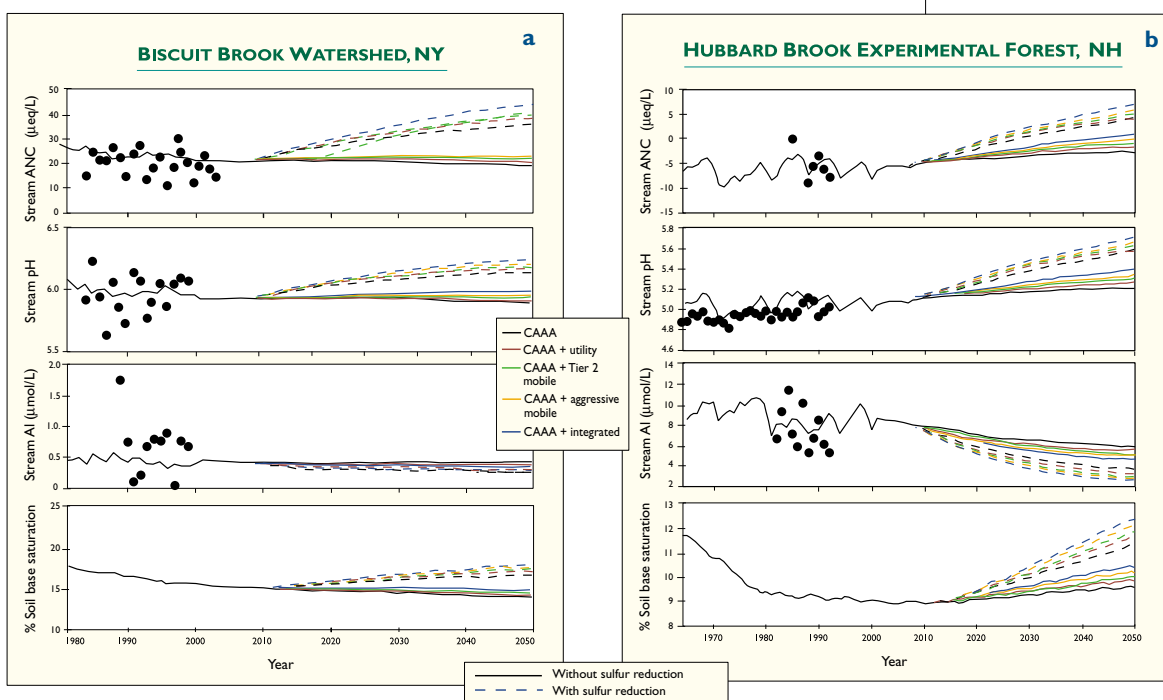 a
BISCUIT BROOK WATERSHED, NY
Stream ANC (µeq/L)
50
40
30
20
10
0
Stream pH
6.5
6.0
5.5
Stream Al (µmol/L)
2.0
1.5
1.0
0.5
0
% Soil base saturation
25
20
15
10
1980 1990 2000 2010 2020 2030 2040 2050
Year
CAAA
CAAA + utility
CAAA + Tier 2
mobile
CAAA + aggressive
mobile
CAAA + integrated
b
HUBBARD BROOK EXPERIMENTAL FOREST, NH
Stream ANC (µeq/L)
10
5
0
-5
-10
-15
Stream pH
5.8
5.6
5.4
5.2
5.0
4.8
4.6
Stream Al (µmol/L)
14
12
10
8
6
4
2
% Soil base saturation
13
12
11
10
9
8
1970 1980 1990 2000 2010 2020 2030 2040 2050
Year
Without sulfur reduction
With sulfur reduction